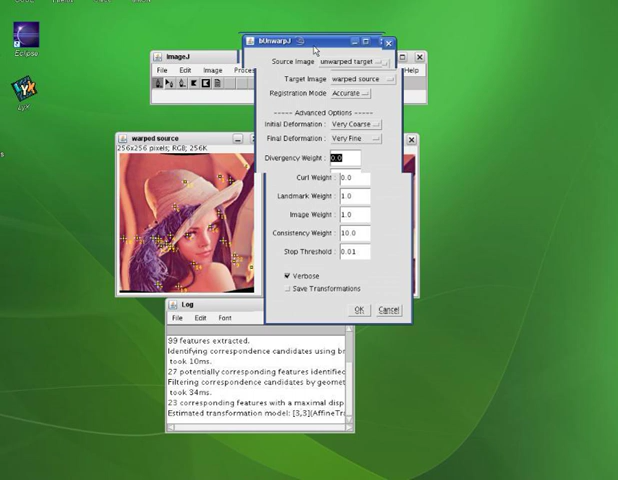 Eclipse
LyX
ImageJ
File Edit Image Proces Help
bUnwarpJ
Source Image : unwarped target
Target Image : warped source
Registration Mode : Accurate
----- Advanced Options -----
Initial Deformation : Very Coarse
Final Deformation : Very Fine
Divergency Weight : 0.0
Curl Weight : 0.0
Landmark Weight : 1.0
Image Weight : 1.0
Consistency Weight : 10.0
Stop Threshold : 0.01
Verbose
Save Transformations
OK Cancel
warped source
256x256 pixels; RGB; 256K
Log
File Edit Font
99 features extracted.
Identifying correspondence candidates using br
took 10ms.
27 potentially corresponding features identified
Filtering correspondence candidates by geomet
took 34ms.
23 corresponding features with a maximal disp
Estimated transformation model: [3,3](AffineTra